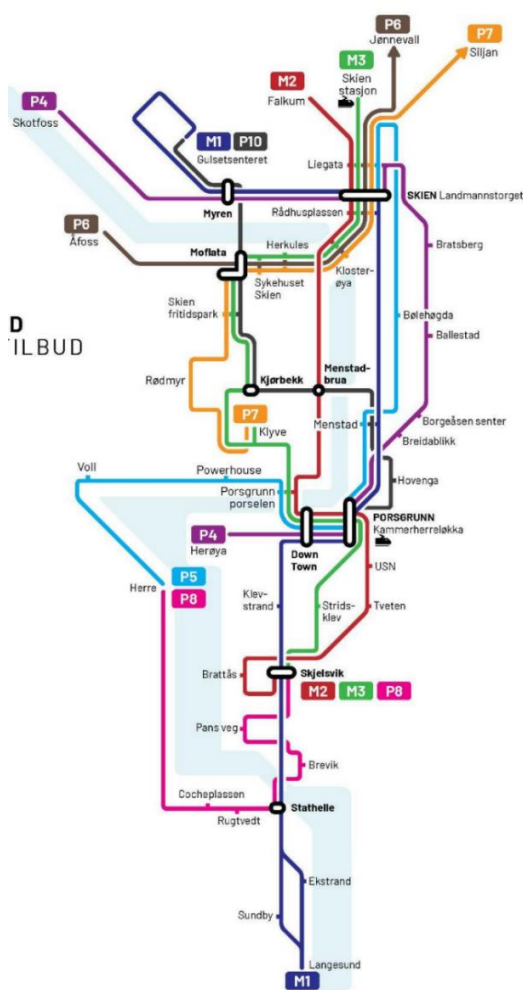 P6
Jønnevall
P7
Siljan
M3
Skien
stasjon
M2
Falkum
P4
Skotfoss
M1 P10
Gulsetsenteret
Liegata
SKIEN Landmannstorget
Myren
Rådhusplassen
P6
Åfoss
Moflata
Herkules
Bratsberg
Sykehuset
Skien
Kloster-
øya
Skien
fritidspark
Bølehøgda
D
TILBUD
Ballestad
Rødmyr
Kjørbekk
Menstad-
brua
P7
Klyve
Menstad
Borgeåsen senter
Breidablikk
Voll
Powerhouse
Hovenga
Porsgrunn
porselen
PORSGRUNN
Kammerherreløkka
P4
Herøya
Down
Town
P5
Herre
P8
USN
Klev-
strand
Strids-
klev
Tveten
Brattås
Skjelsvik
M2 M3 P8
Pans veg
Brevik
Cocheplassen
Rugtvedt
Stathelle
Ekstrand
Sundby
Langesund
M1